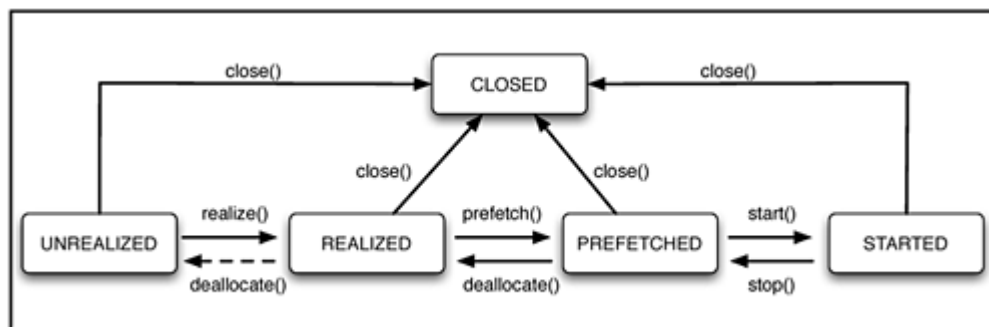 close()
close()
CLOSED
close()
close()
realize()
prefetch()
start()
UNREALIZED
REALIZED
PREFETCHED
STARTED
deallocate()
deallocate()
stop()